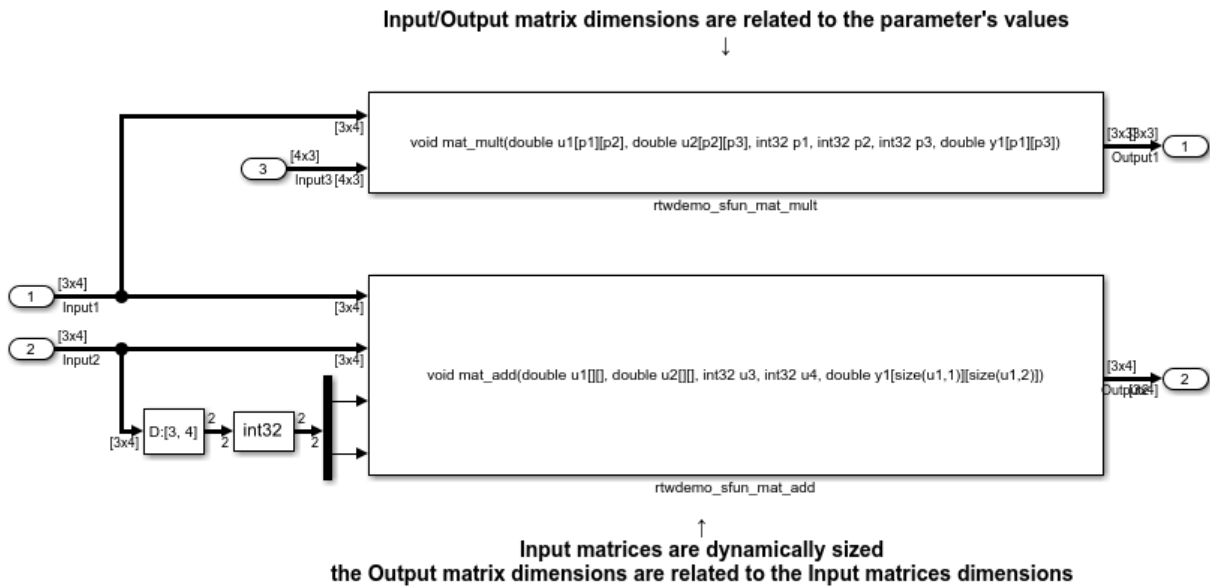 Input/Output matrix dimensions are related to the parameter's values
↓
[3x4]
void mat_mult(double u1[p1][p2], double u2[p2][p3], int32 p1, int32 p2, int32 p3, double y1[p1][p3])
[3x3]
[3x3]
1
Output1
3
[4x3]
Input3
[4x3]
rtwdemo_sfun_mat_mult
1
[3x4]
Input1
[3x4]
2
[3x4]
Input2
[3x4]
void mat_add(double u1[][], double u2[][], int32 u3, int32 u4, double y1[size(u1,1)][size(u1,2)])
[3x4]
2
Output2
[3x4]
[3x4]
D:[3, 4]
2
2
int32
2
2
rtwdemo_sfun_mat_add
↑
Input matrices are dynamically sized
the Output matrix dimensions are related to the Input matrices dimensions